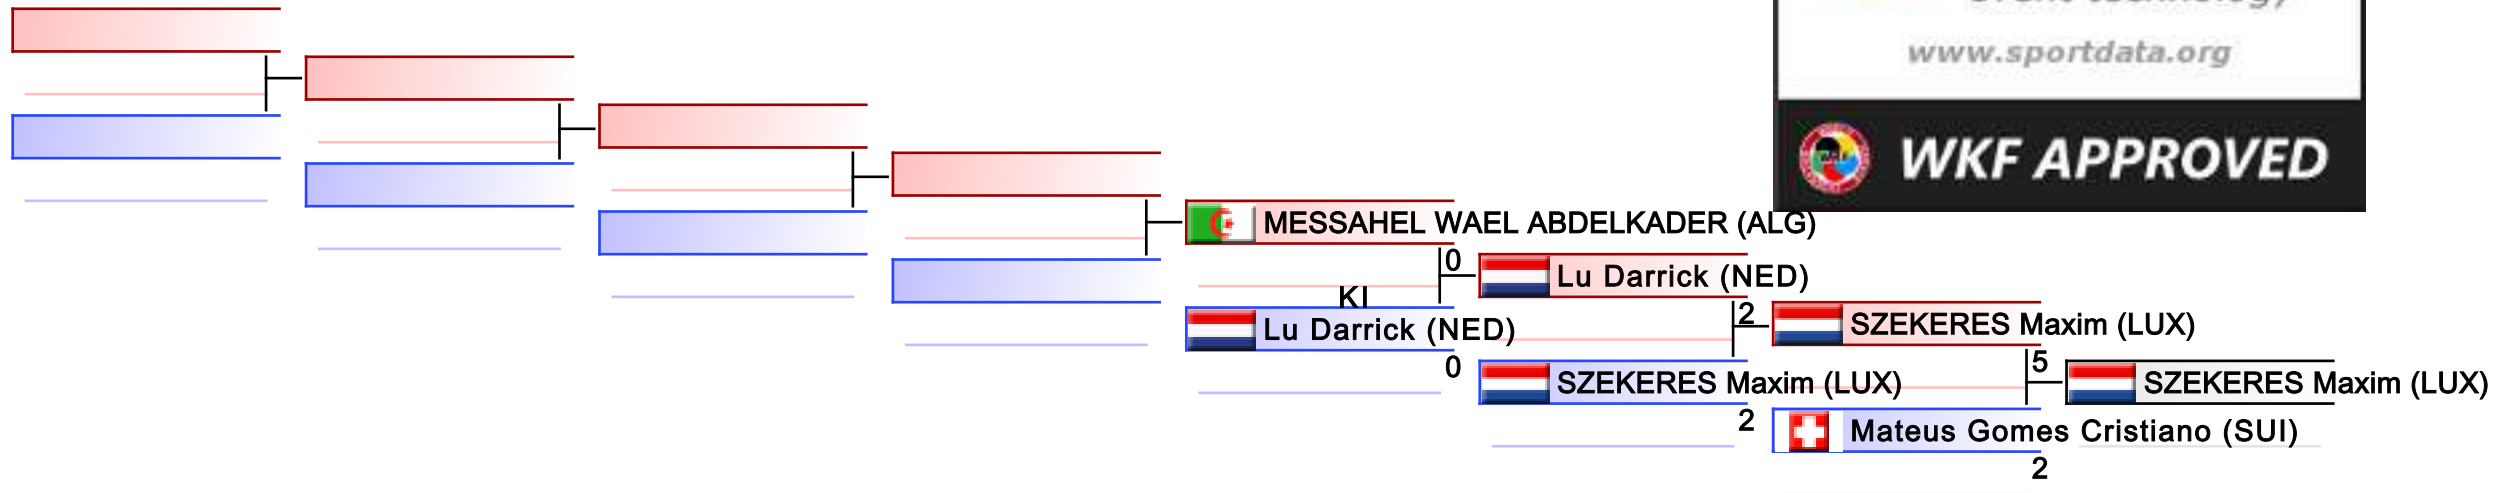 www.sportdata.org
WKF APPROVED
MESSAHEL WAEL ABDELKADER (ALG)
0
Lu Darrick (NED)
KI
2
Lu Darrick (NED)
SZEKERES Maxim (LUX)
5
0
SZEKERES Maxim (LUX)
SZEKERES Maxim (LUX)
2
Mateus Gomes Cristiano (SUI)
2